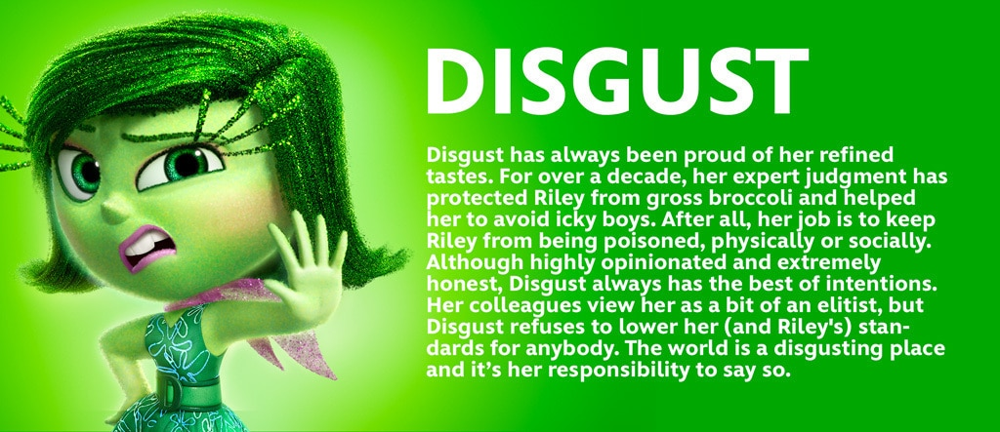 DISGUST
Disgust has always been proud of her refined
tastes. For over a decade, her expert judgment has
protected Riley from gross broccoli and helped
her to avoid icky boys. After all, her job is to keep
Riley from being poisoned, physically or socially.
Although highly opinionated and extremely
honest, Disgust always has the best of intentions.
Her colleagues view her as a bit of an elitist, but
Disgust refuses to lower her (and Riley's) stan-
dards for anybody. The world is a disgusting place
and it’s her responsibility to say so.
D